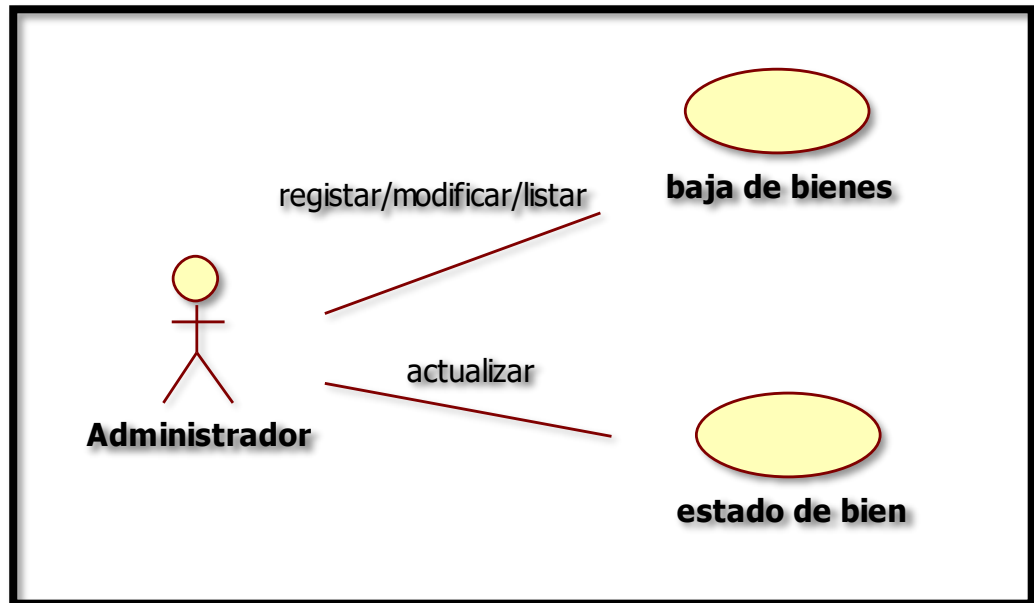 baja de bienes
registar/modificar/listar
actualizar
Administrador
estado de bien